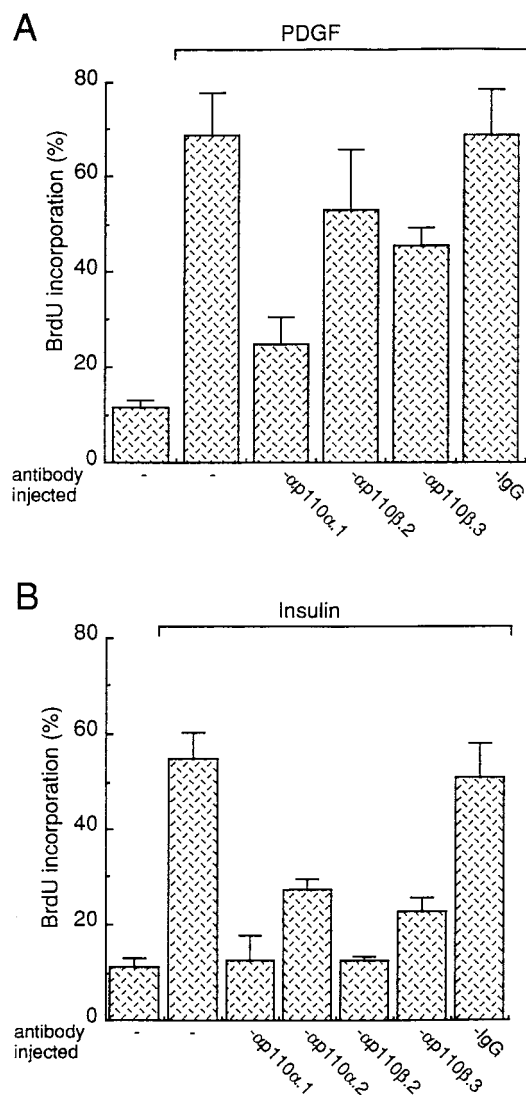 A
PDGF
BrdU incorporation (%)
80
60
40
20
0
antibody injected
-
-
-αp110α.1
-αp110β.2
-αp110β.3
-IgG
B
Insulin
BrdU incorporation (%)
80
60
40
20
0
antibody injected
-
-
-αp110α.1
-αp110α.2
-αp110β.2
-αp110β.3
-IgG